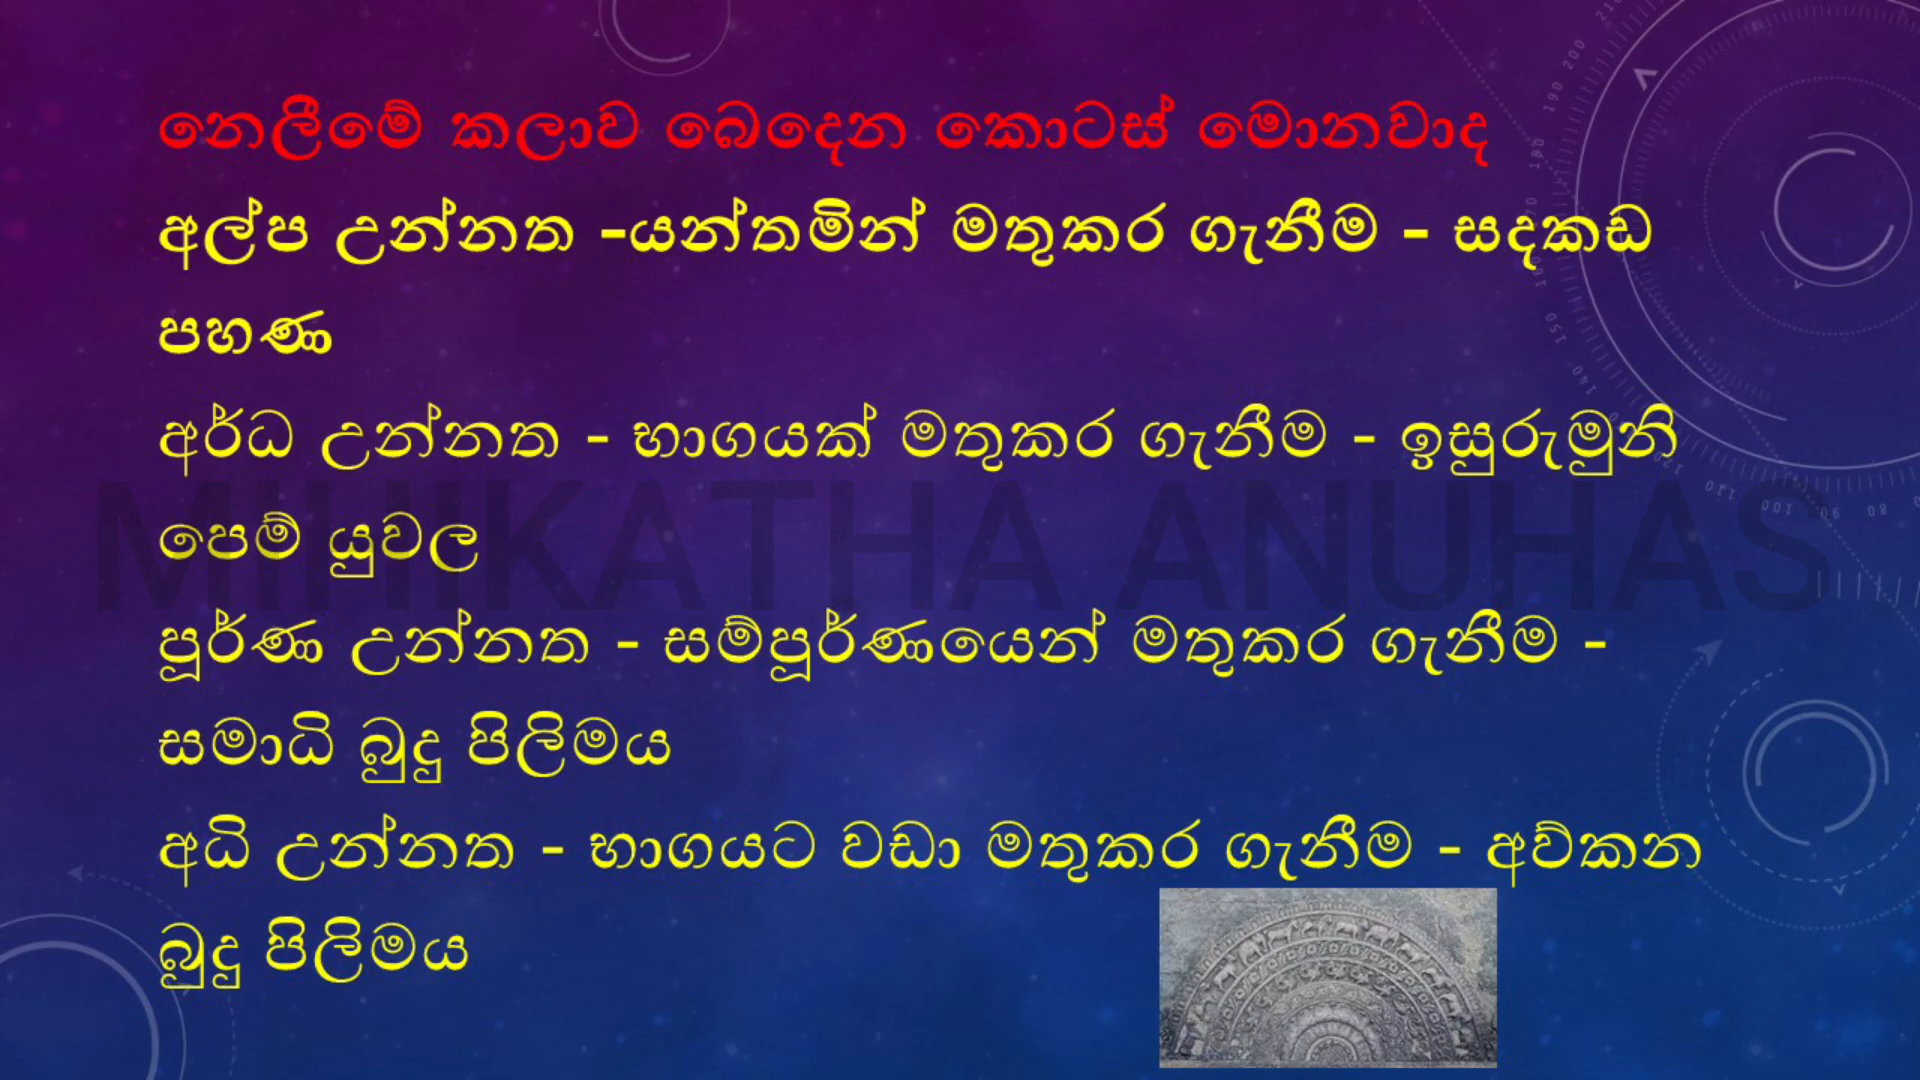 නෙලීමේ කලාව බෙදෙන කොටස් මොනවාද
අල්ප උන්නත -යන්තමින් මතුකර ගැනීම - සදකඩ
පහණ
අර්ධ උන්නත - භාගයක් මතුකර ගැනීම - ඉසුරුමුනි
පෙම් යුවල
MIHIKATHA ANUHAS
පූර්ණ උන්නත - සම්පූර්ණයෙන් මතුකර ගැනීම -
සමාධි බුදු පිලිමය
අධි උන්නත - භාගයට වඩා මතුකර ගැනීම - අව්කන
බුදු පිලිමය